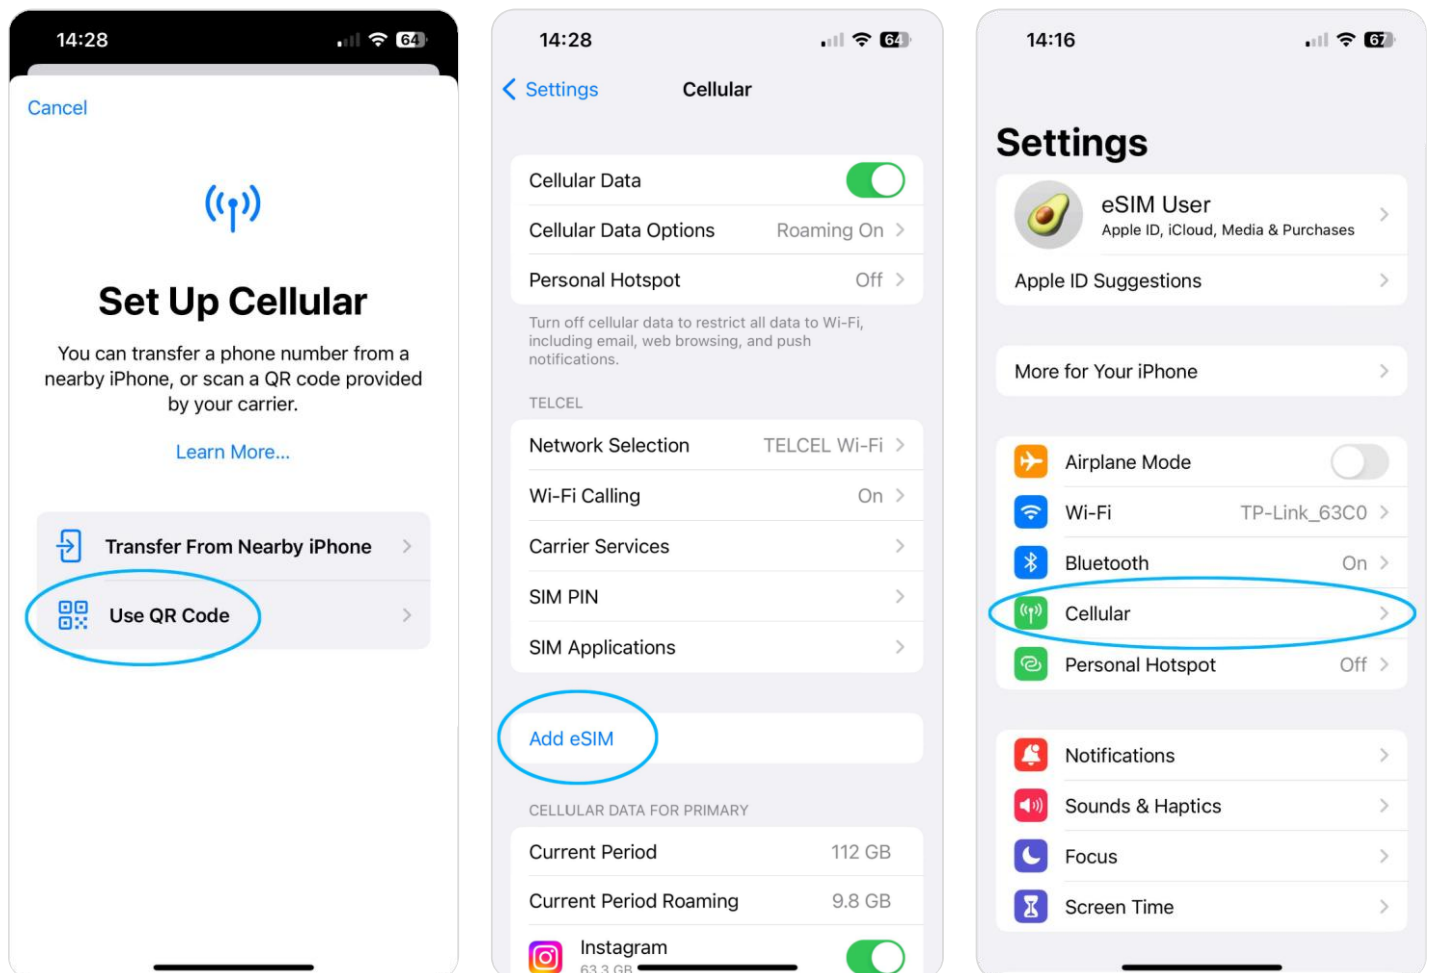 14:28
64
Cancel
Set Up Cellular
You can transfer a phone number from a
nearby iPhone, or scan a QR code provided
by your carrier.
Learn More...
Transfer From Nearby iPhone
Use QR Code
14:28
64
Settings
Cellular
Cellular Data
Cellular Data Options Roaming On
Personal Hotspot Off
Turn off cellular data to restrict all data to Wi-Fi,
including email, web browsing, and push
notifications.
TELCEL
Network Selection TELCEL Wi-Fi
Wi-Fi Calling On
Carrier Services
SIM PIN
SIM Applications
Add eSIM
CELLULAR DATA FOR PRIMARY
Current Period 112 GB
Current Period Roaming 9.8 GB
Instagram
63.3 GB
14:16
67
Settings
eSIM User
Apple ID, iCloud, Media & Purchases
Apple ID Suggestions
More for Your iPhone
Airplane Mode
Wi-Fi TP-Link_63C0
Bluetooth On
Cellular
Personal Hotspot Off
Notifications
Sounds & Haptics
Focus
Screen Time